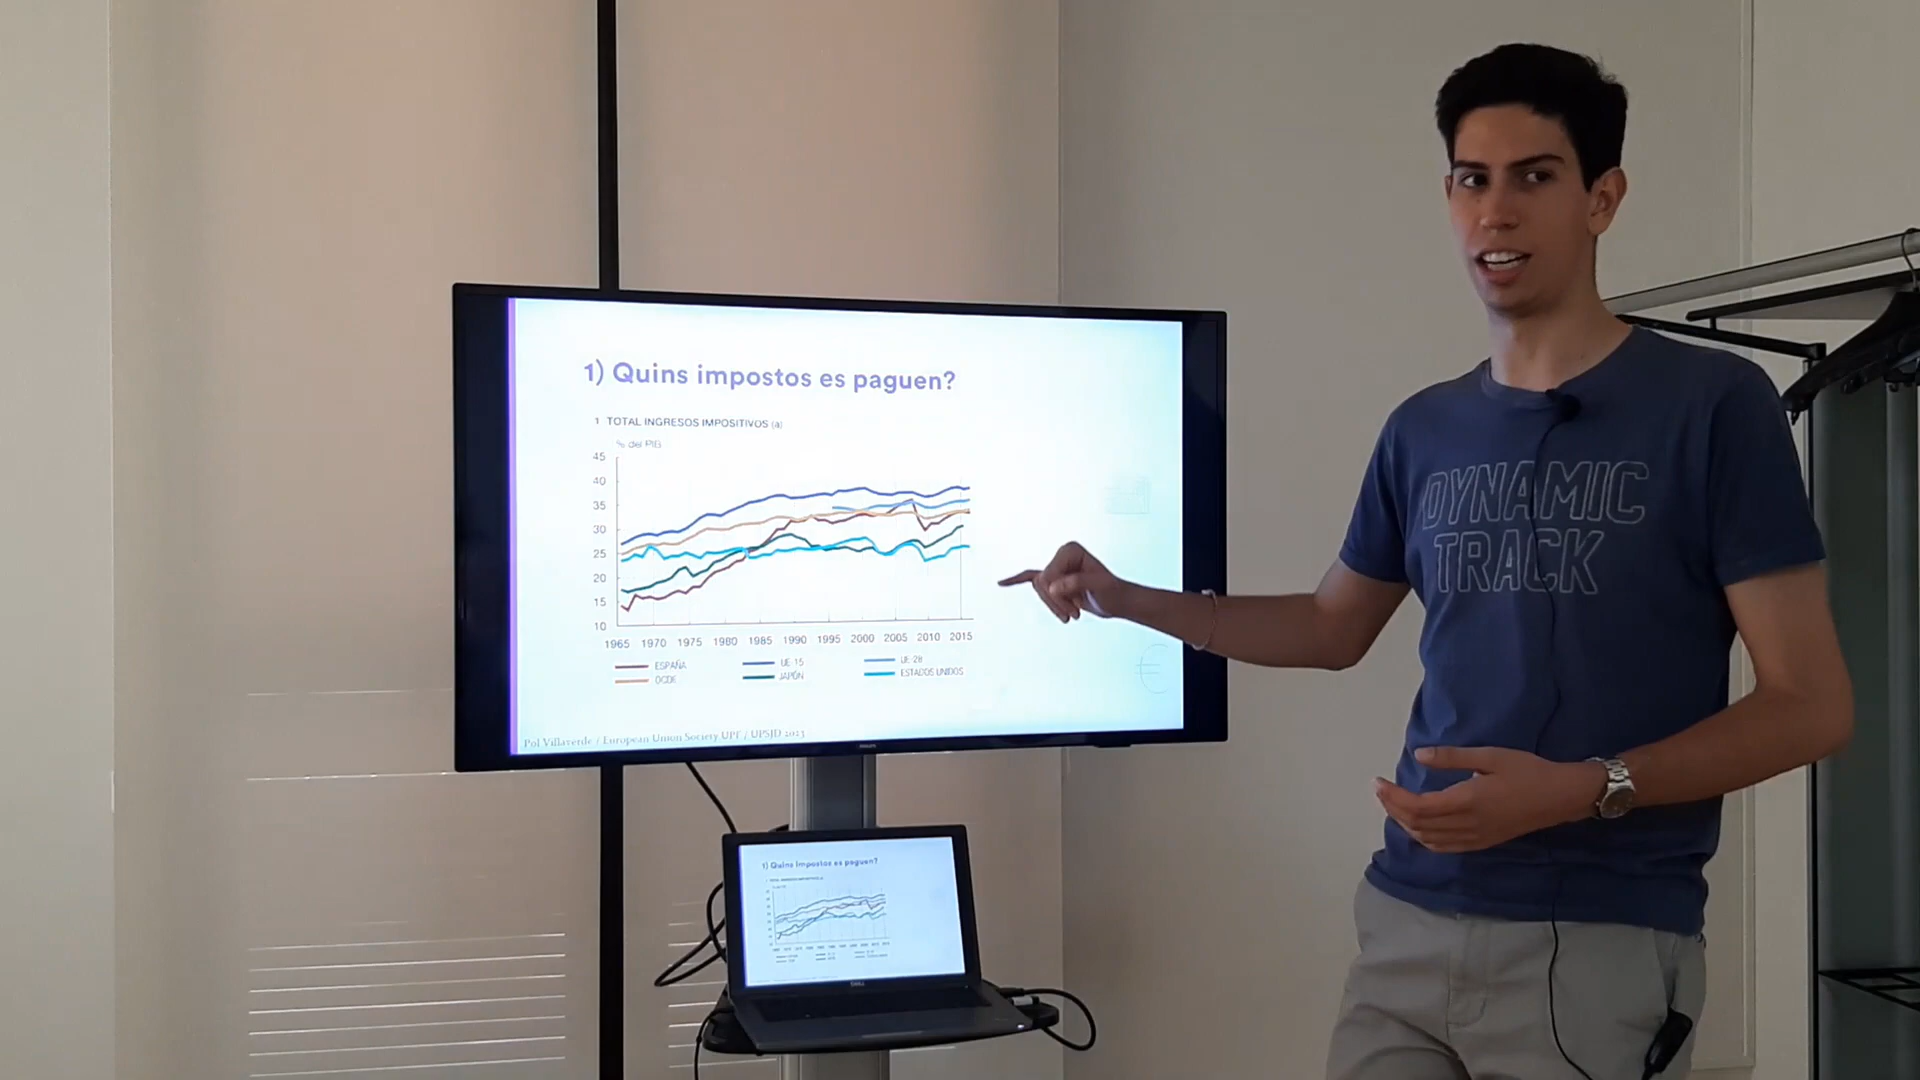 1) Quins impostos es paguen?
1 TOTAL INGRESOS IMPOSITIVOS (a)
% del PIB
45
40
35
30
25
20
15
10
1965 1970 1975 1980 1985 1990 1995 2000 2005 2010 2015
ESPAÑA UE 15 UE 28
OCDE JAPÓN ESTADOS UNIDOS
€
Pol Villaverde / European Union Society UPF / UPSJD 2023
PHILIPS
DYNAMIC
TRACK
1) Quins impostos es paguen?
DELL